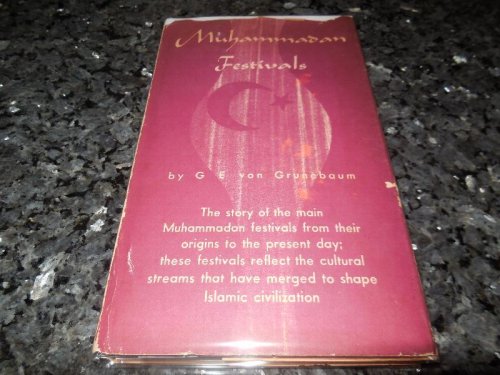 Muhammadan
Festivals
by G E von Grunebaum
The story of the main
Muhammadan festivals from their
origins to the present day;
these festivals reflect the cultural
streams that have merged to shape
Islamic civilization